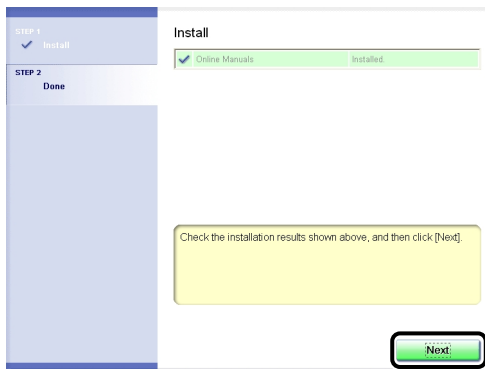 STEP 1
Install
STEP 2
Done
Install
Online Manuals Installed.
Check the installation results shown above, and then click [Next].
Next